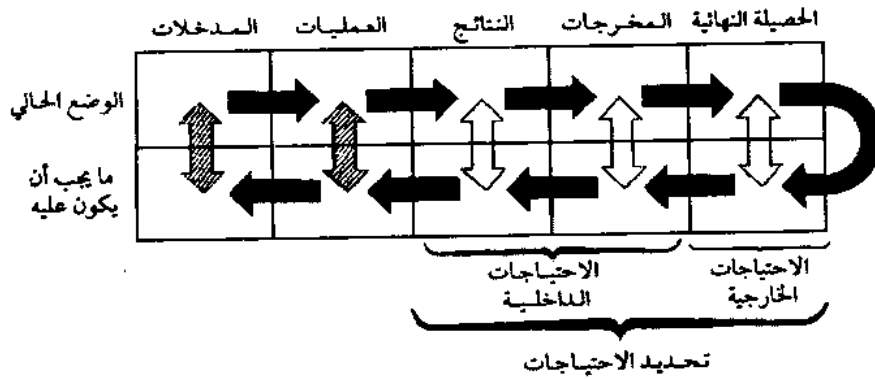 الحصيلة النهائية المخرجات النتائج العمليات المدخلات
الوضع الحالي
ما يجب أن
يكون عليه
الاحتياجات
الخارجية
الاحتياجات
الداخلية
تحديد الاحتياجات